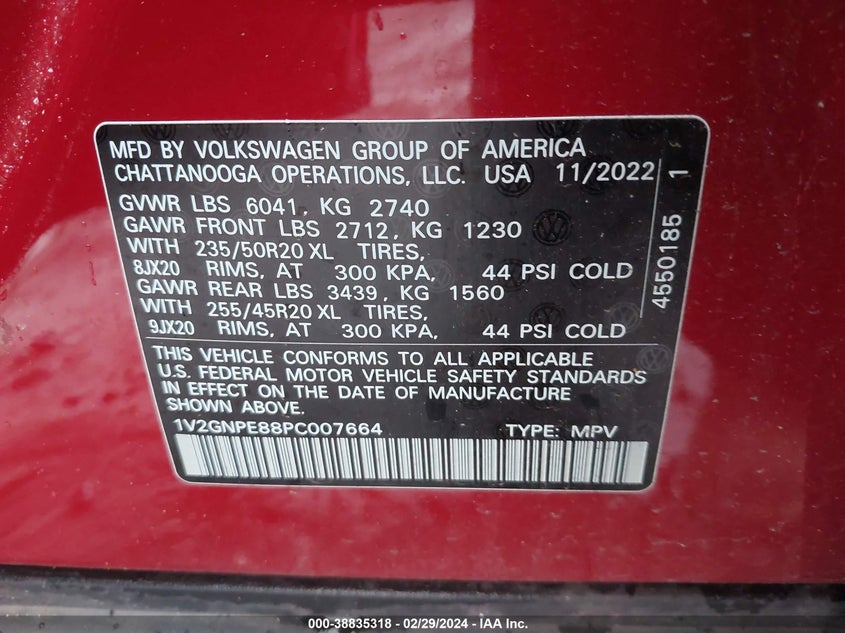 MFD BY VOLKSWAGEN GROUP OF AMERICA
CHATTANOOGA OPERATIONS, LLC. USA 11/2022
GVWR LBS 6041, KG 2740
GAWR FRONT LBS 2712, KG 1230
WITH 235/50R20 XL TIRES,
8JX20 RIMS, AT 300 KPA, 44 PSI COLD
GAWR REAR LBS 3439, KG 1560
WITH 255/45R20 XL TIRES,
9JX20 RIMS, AT 300 KPA, 44 PSI COLD
4550185 1
THIS VEHICLE CONFORMS TO ALL APPLICABLE
U.S. FEDERAL MOTOR VEHICLE SAFETY STANDARDS
IN EFFECT ON THE DATE OF MANUFACTURE
SHOWN ABOVE.
1V2GNPE88PC007664 TYPE: MPV
000-38835318 - 02/29/2024 - IAA Inc.